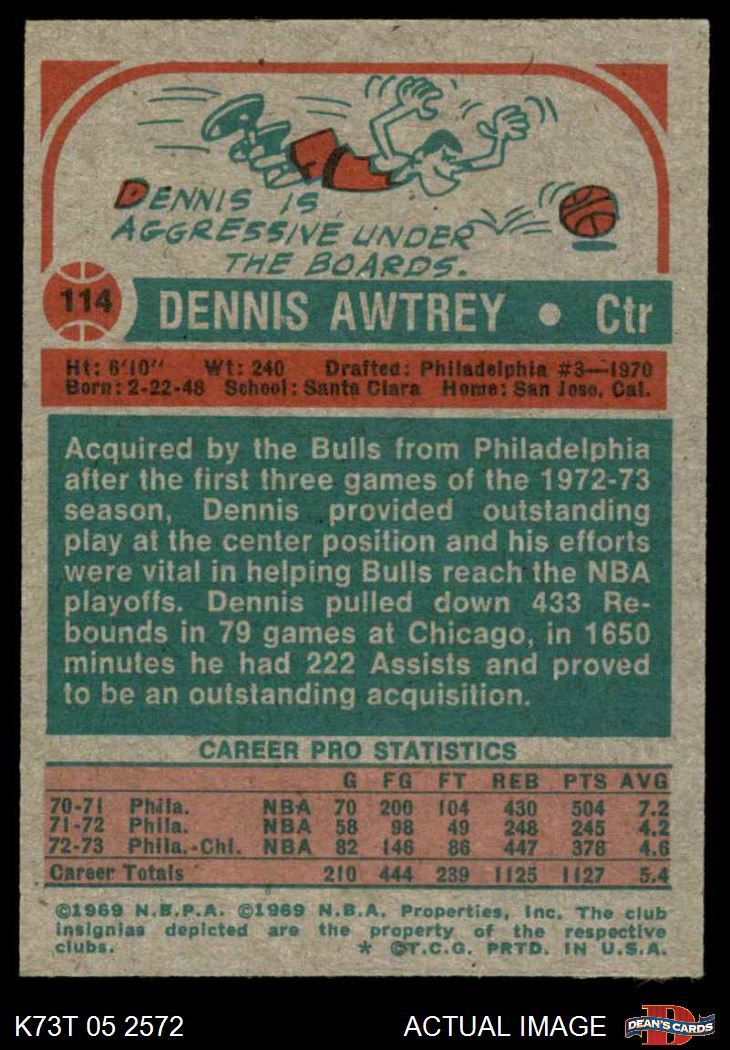 DENNIS IS
AGGRESSIVE UNDER
THE BOARDS.
114 DENNIS AWTREY • Ctr
Ht: 6'10" Wt: 240 Drafted: Philadelphia #3—1970
Born: 2-22-48 School: Santa Clara Home: San Jose, Cal.
Acquired by the Bulls from Philadelphia
after the first three games of the 1972-73
season, Dennis provided outstanding
play at the center position and his efforts
were vital in helping Bulls reach the NBA
playoffs. Dennis pulled down 433 Re-
bounds in 79 games at Chicago, in 1650
minutes he had 222 Assists and proved
to be an outstanding acquisition.
CAREER PRO STATISTICS
G FG FT REB PTS AVG
70-71 Phila. NBA 70 200 104 430 504 7.2
71-72 Phila. NBA 58 98 49 248 245 4.2
72-73 Phila.-Chi. NBA 82 146 86 447 378 4.6
Career Totals 210 444 239 1125 1127 5.4
©1969 N.B.P.A. ©1969 N.B.A. Properties, Inc. The club
insignias depicted are the property of the respective
clubs. * ©T.C.G. PRTD. IN U.S.A.
K73T 05 2572 ACTUAL IMAGE DEAN'S CARDS